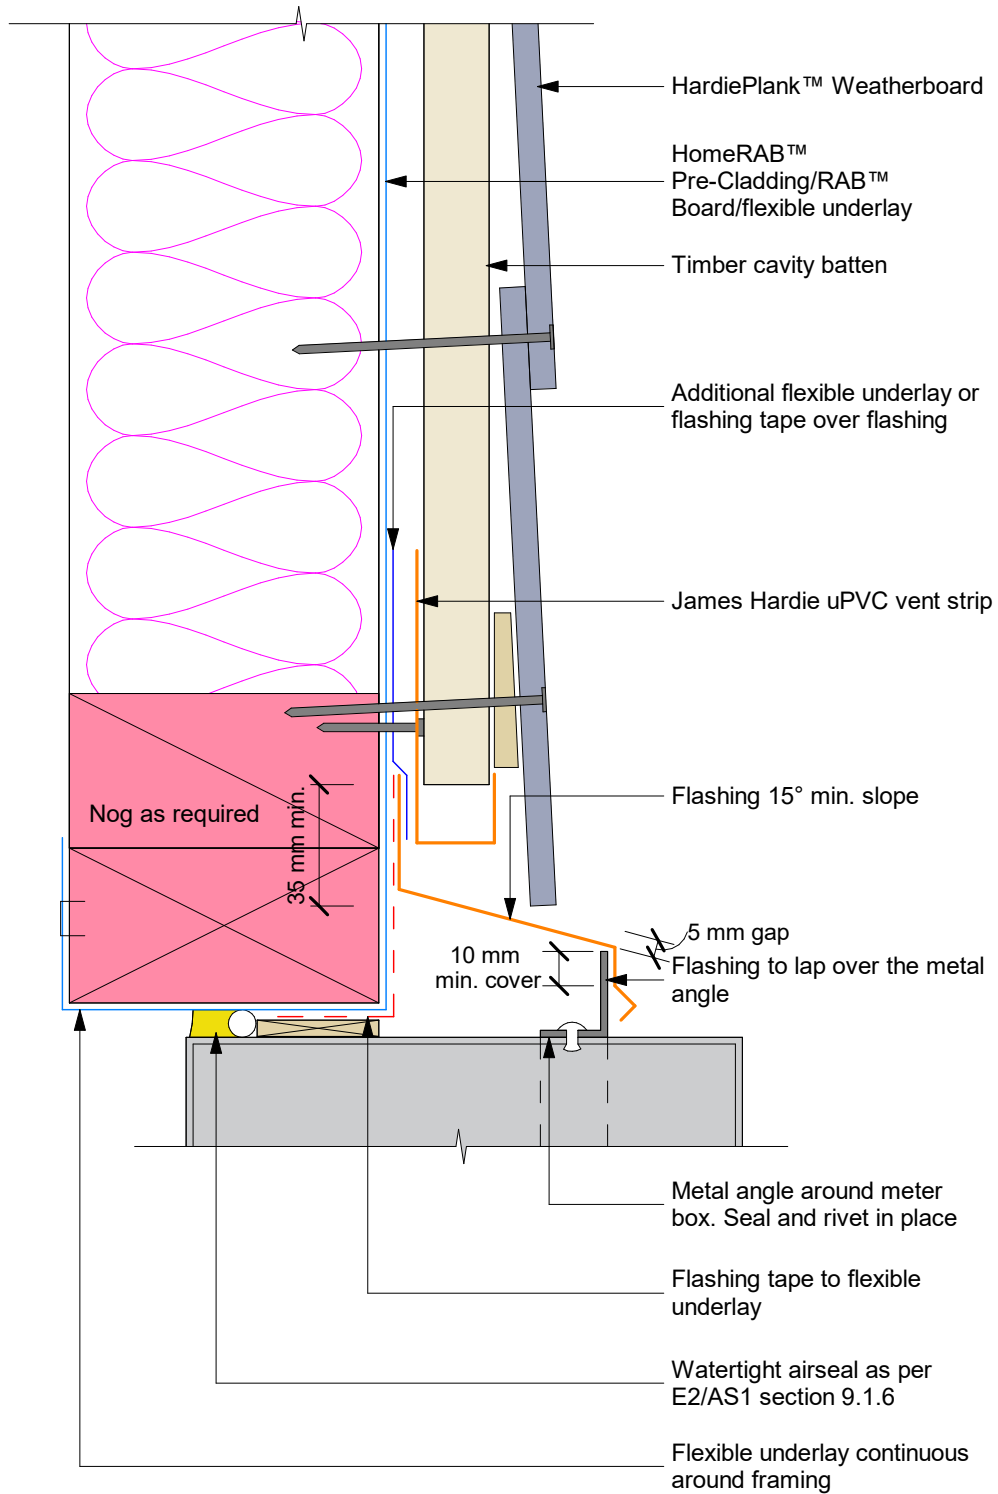 HardiePlank™ Weatherboard
HomeRAB™
Pre-Cladding/RAB™
Board/flexible underlay
Timber cavity batten
Additional flexible underlay or
flashing tape over flashing
James Hardie uPVC vent strip
Flashing 15° min. slope
Nog as required
35 mm min.
5 mm gap
10 mm
min. cover
Flashing to lap over the metal
angle
Metal angle around meter
box. Seal and rivet in place
Flashing tape to flexible
underlay
Watertight airseal as per
E2/AS1 section 9.1.6
Flexible underlay continuous
around framing